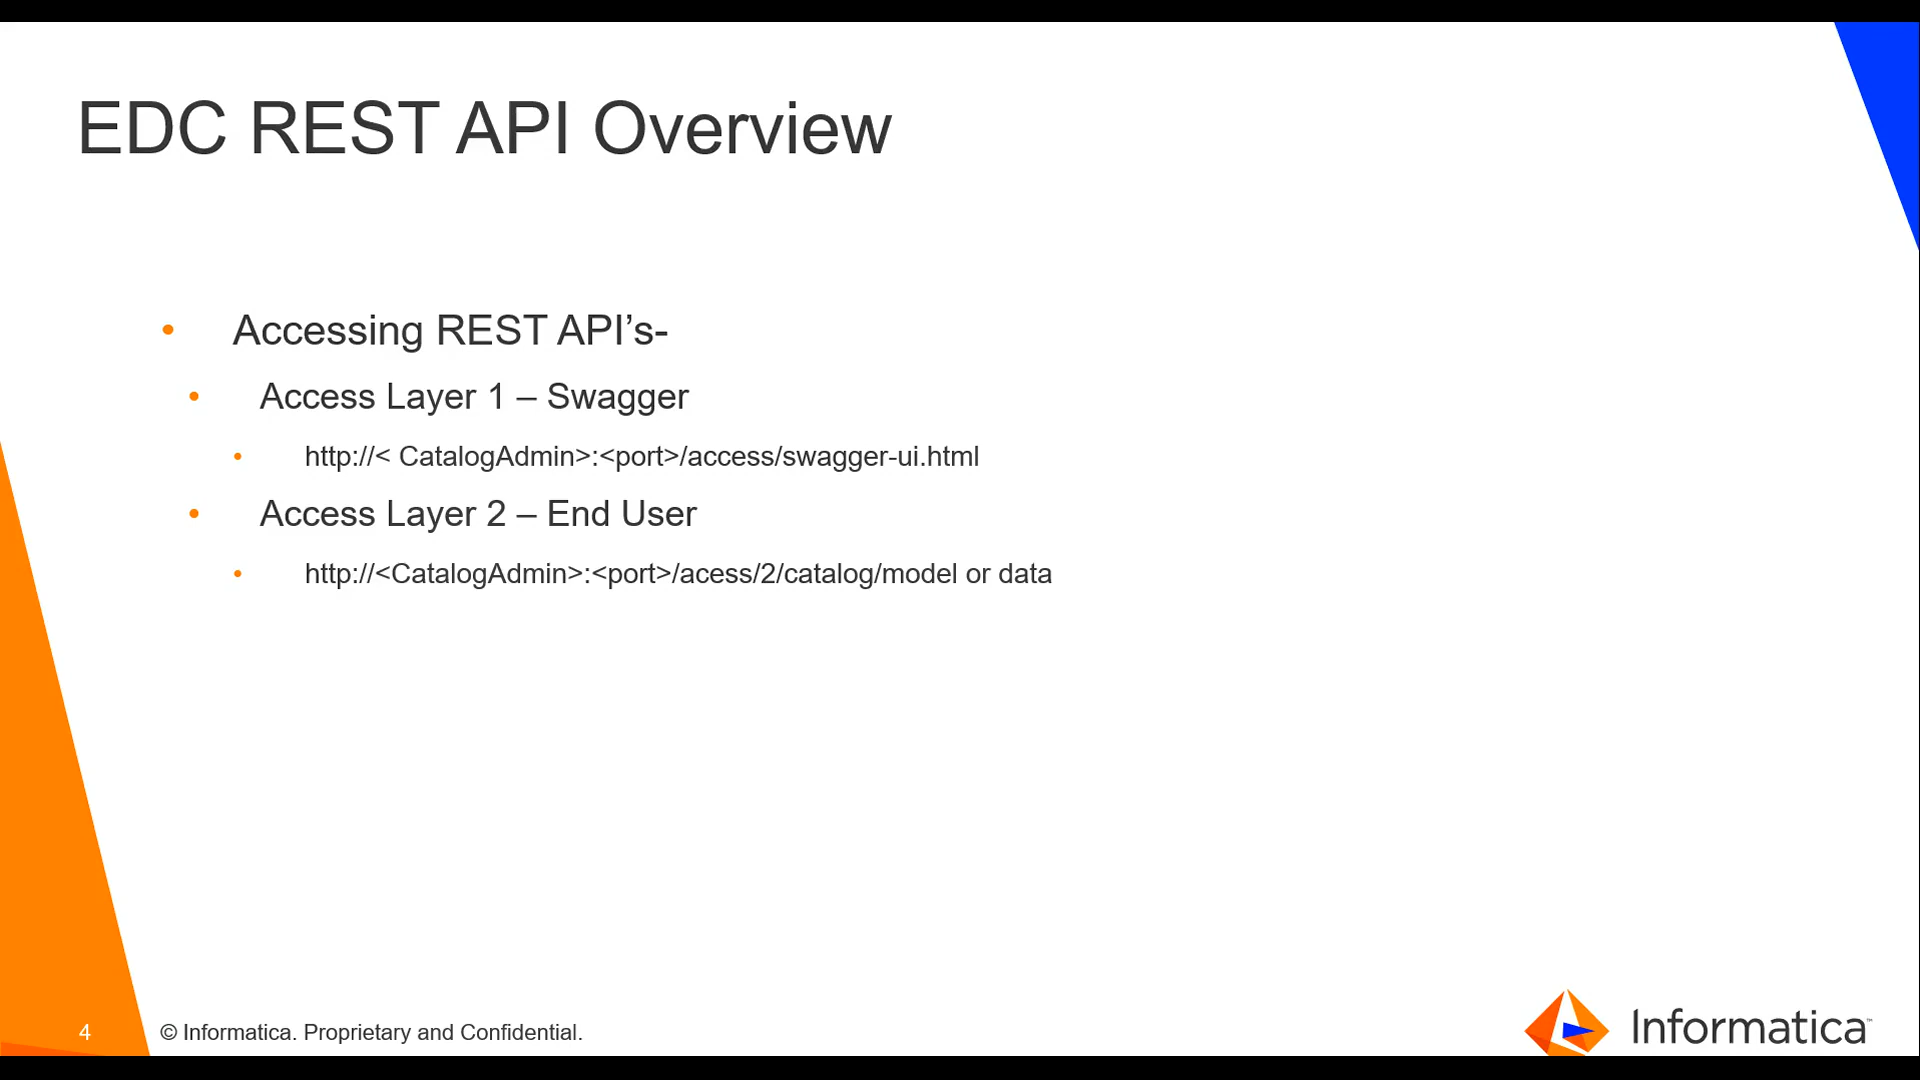 EDC REST API Overview
• Accessing REST API’s-
• Access Layer 1 – Swagger
• http://< CatalogAdmin>:<port>/access/swagger-ui.html
• Access Layer 2 – End User
• http://<CatalogAdmin>:<port>/acess/2/catalog/model or data
4
© Informatica. Proprietary and Confidential.
Informatica™